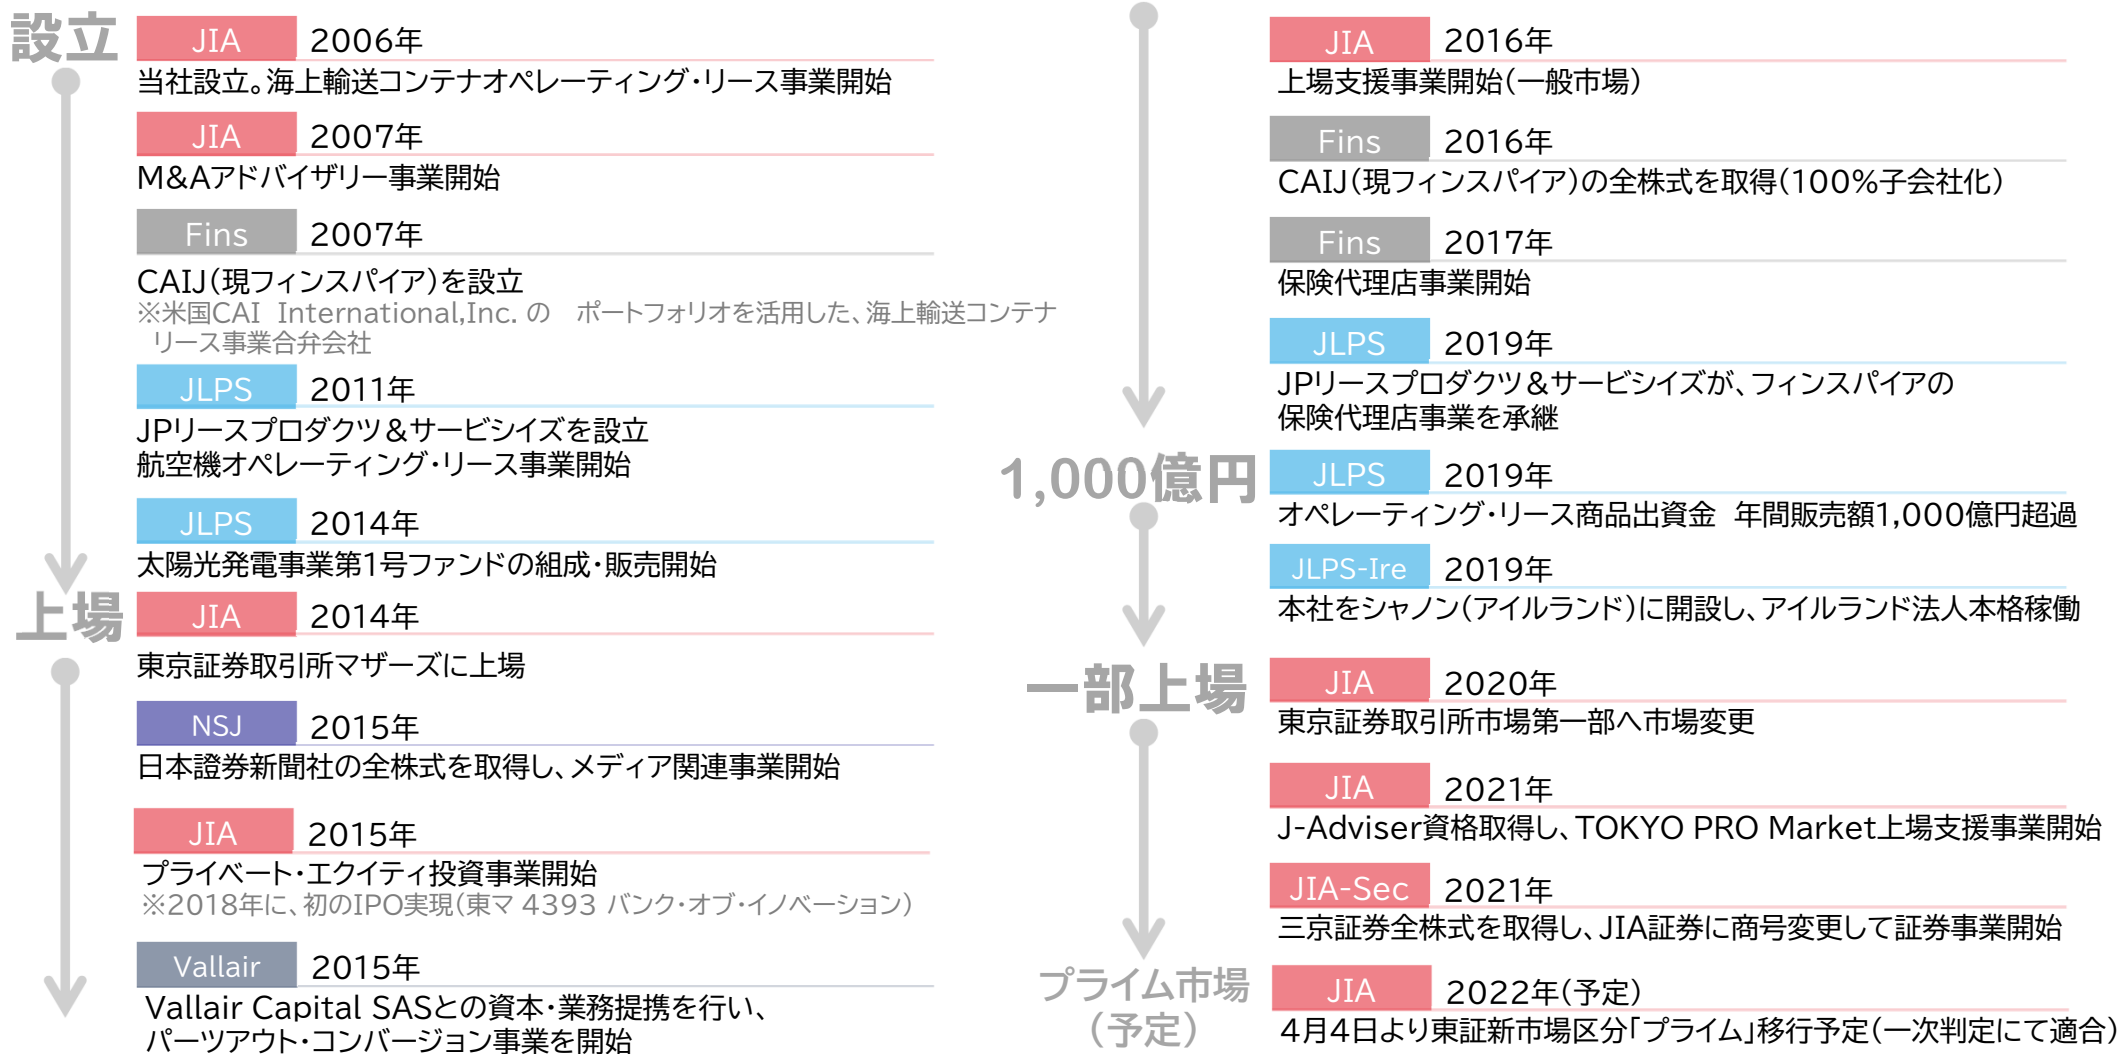 設立
JIA 2006年
当社設立。海上輸送コンテナオペレーティング・リース事業開始
JIA 2007年
M&Aアドバイザリー事業開始
Fins 2007年
CAIJ（現フィンスパイア）を設立
※米国CAI International,Inc. の ポートフォリオを活用した、海上輸送コンテナ
リース事業合弁会社
JLPS 2011年
JPリースプロダクツ＆サービシイズを設立
航空機オペレーティング・リース事業開始
JLPS 2014年
太陽光発電事業第1号ファンドの組成・販売開始
上場
JIA 2014年
東京証券取引所マザーズに上場
NSJ 2015年
日本證券新聞社の全株式を取得し、メディア関連事業開始
JIA 2015年
プライベート・エクイティ投資事業開始
※2018年に、初のIPO実現（東マ 4393 バンク・オブ・イノベーション）
Vallair 2015年
Vallair Capital SASとの資本・業務提携を行い、
パーツアウト・コンバージョン事業を開始
JIA 2016年
上場支援事業開始（一般市場）
Fins 2016年
CAIJ（現フィンスパイア）の全株式を取得（100%子会社化）
Fins 2017年
保険代理店事業開始
JLPS 2019年
JPリースプロダクツ＆サービシイズが、フィンスパイアの
保険代理店事業を承継
1,000億円
JLPS 2019年
オペレーティング・リース商品出資金 年間販売額1,000億円超過
JLPS-Ire 2019年
本社をシャノン（アイルランド）に開設し、アイルランド法人本格稼働
一部上場
JIA 2020年
東京証券取引所市場第一部へ市場変更
JIA 2021年
J-Adviser資格取得し、TOKYO PRO Market上場支援事業開始
JIA-Sec 2021年
三京証券全株式を取得し、JIA証券に商号変更して証券事業開始
プライム市場
（予定）
JIA 2022年（予定）
4月4日より東証新市場区分「プライム」移行予定（一次判定にて適合）